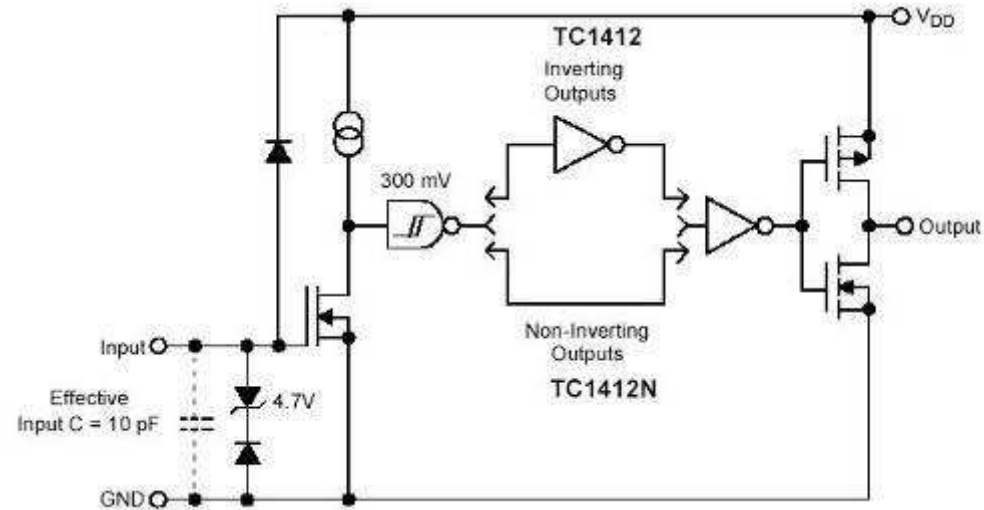 V_DD
TC1412
Inverting
Outputs
300 mV
Output
Non-Inverting
Outputs
TC1412N
Input
4.7V
Effective
Input C = 10 pF
GND